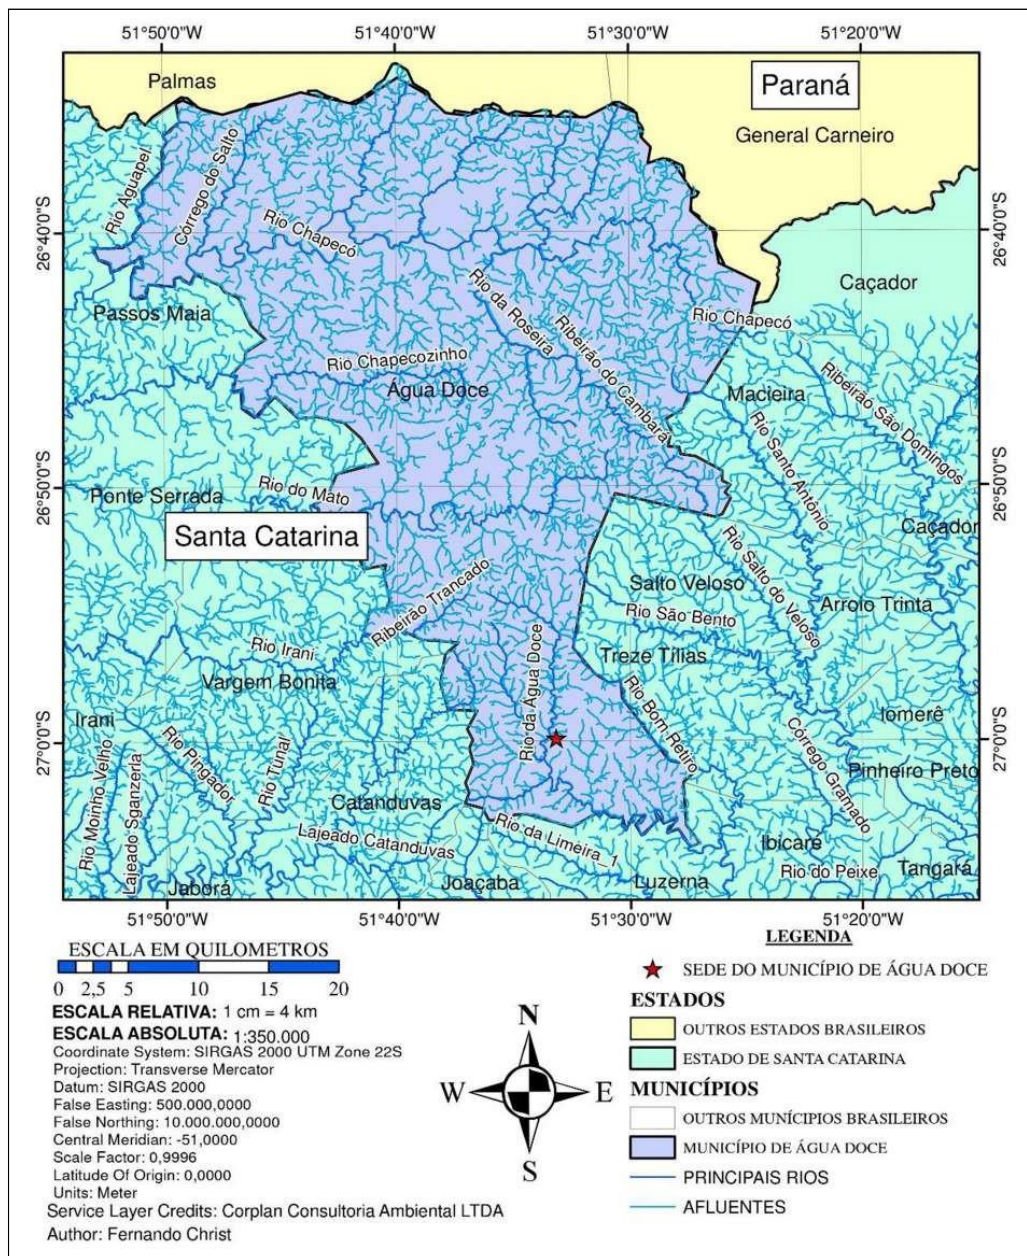 51°50'0"W
51°40'0"W
51°30'0"W
51°20'0"W
Palmas
Paraná
General Carneiro
Rio Aguapel
Córrego do Salto
26°40'0"S
26°40'0"S
Rio Chapecó
Caçador
Passos Maia
Rio da Roseira
Ribeirão do Cambará
Rio Chapecó
Rio Chapecozinho
Água Doce
Macieira
Ribeirão São Domingos
Rio Santo Antônio
26°50'0"S
26°50'0"S
Ponte Serrada
Rio do Mato
Santa Catarina
Caçador
Rio Salto do Veloso
Ribeirão Trancado
Salto Veloso
Rio São Bento
Arroio Trinta
Rio Irani
Vargem Bonita
Treze Tílias
Rio da Água Doce
Rio Bom Retiro
Irani
Iomerê
27°0'0"S
27°0'0"S
Rio Pingador
Rio Tunal
Córrego Gramado
Pinheiro Preto
Rio Moinho Velho
Lajeado Sganzerla
Catanduvas
Lajeado Catanduvas
Rio da Limeira_1
Ibicaré
Rio do Peixe
Tangará
Jaborá
Joaçaba
Luzerna
51°50'0"W
51°40'0"W
51°30'0"W
51°20'0"W
ESCALA EM QUILOMETROS
0 2,5 5 10 15 20
ESCALA RELATIVA: 1 cm = 4 km
ESCALA ABSOLUTA: 1:350.000
Coordinate System: SIRGAS 2000 UTM Zone 22S
Projection: Transverse Mercator
Datum: SIRGAS 2000
False Easting: 500.000,0000
False Northing: 10.000.000,0000
Central Meridian: -51,0000
Scale Factor: 0,9996
Latitude Of Origin: 0,0000
Units: Meter
Service Layer Credits: Corplan Consultoria Ambiental LTDA
Author: Fernando Christ
N
W
E
S
LEGENDA
SEDE DO MUNICÍPIO DE ÁGUA DOCE
ESTADOS
OUTROS ESTADOS BRASILEIROS
ESTADO DE SANTA CATARINA
MUNICÍPIOS
OUTROS MUNÍCIPIOS BRASILEIROS
MUNICÍPIO DE ÁGUA DOCE
PRINCIPAIS RIOS
AFLUENTES